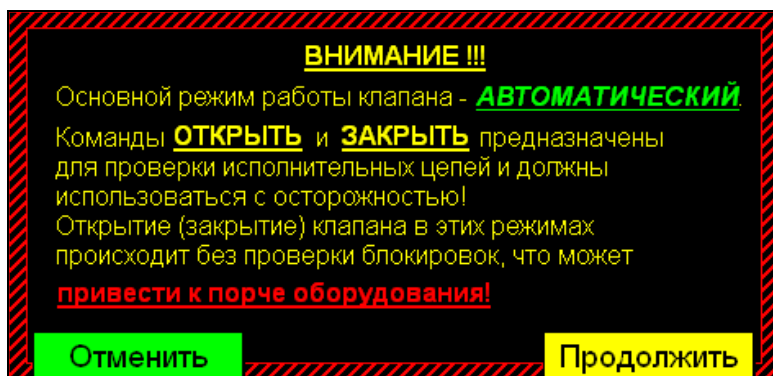 ВНИМАНИЕ !!!
Основной режим работы клапана - АВТОМАТИЧЕСКИЙ.
Команды ОТКРЫТЬ и ЗАКРЫТЬ предназначены
для проверки исполнительных цепей и должны
использоваться с осторожностью!
Открытие (закрытие) клапана в этих режимах
происходит без проверки блокировок, что может
привести к порче оборудования!
Отменить Продолжить